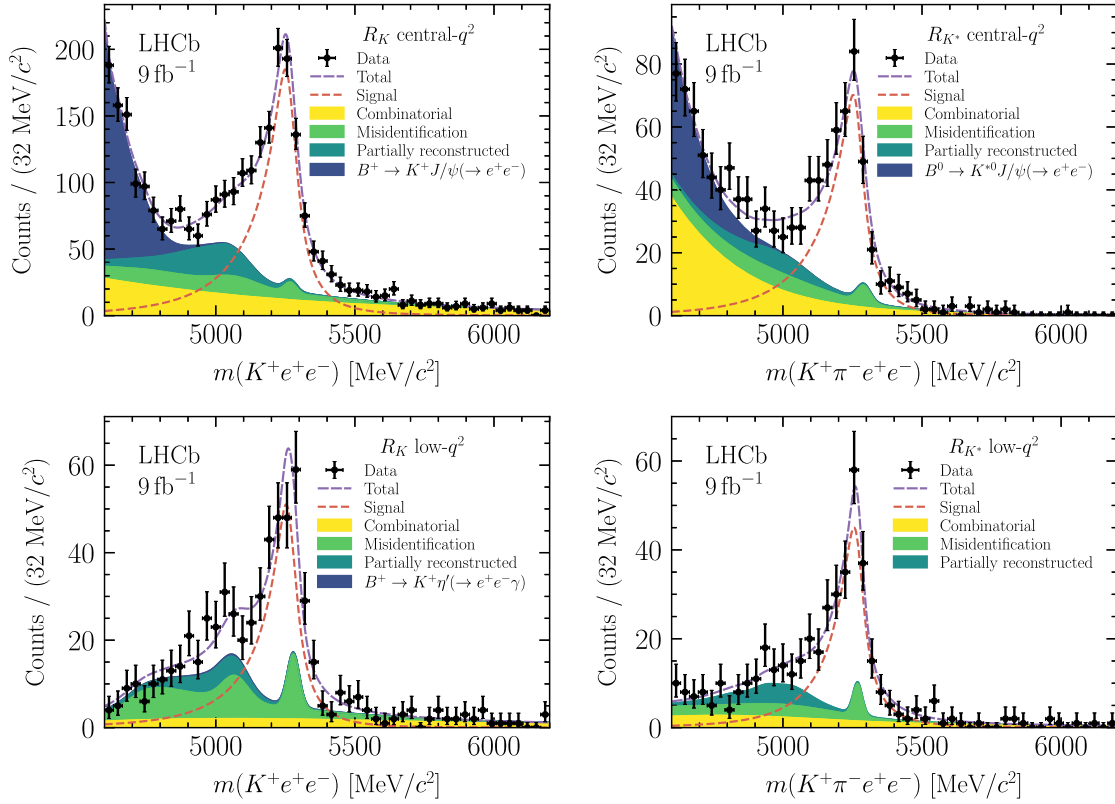 LHCb
9 fb⁻¹
R_K central-q²
Data
Total
Signal
Combinatorial
Misidentification
Partially reconstructed
B⁺ → K⁺J/ψ(→ e⁺e⁻)
Counts / (32 MeV/c²)
200
150
100
50
0
5000
5500
6000
m(K⁺e⁺e⁻) [MeV/c²]
LHCb
9 fb⁻¹
R_K* central-q²
Data
Total
Signal
Combinatorial
Misidentification
Partially reconstructed
B⁰ → K*⁰J/ψ(→ e⁺e⁻)
Counts / (32 MeV/c²)
80
60
40
20
0
5000
5500
6000
m(K⁺π⁻e⁺e⁻) [MeV/c²]
LHCb
9 fb⁻¹
R_K low-q²
Data
Total
Signal
Combinatorial
Misidentification
Partially reconstructed
B⁺ → K⁺η′(→ e⁺e⁻γ)
Counts / (32 MeV/c²)
60
40
20
0
5000
5500
6000
m(K⁺e⁺e⁻) [MeV/c²]
LHCb
9 fb⁻¹
R_K* low-q²
Data
Total
Signal
Combinatorial
Misidentification
Partially reconstructed
Counts / (32 MeV/c²)
60
50
40
30
20
10
0
5000
5500
6000
m(K⁺π⁻e⁺e⁻) [MeV/c²]